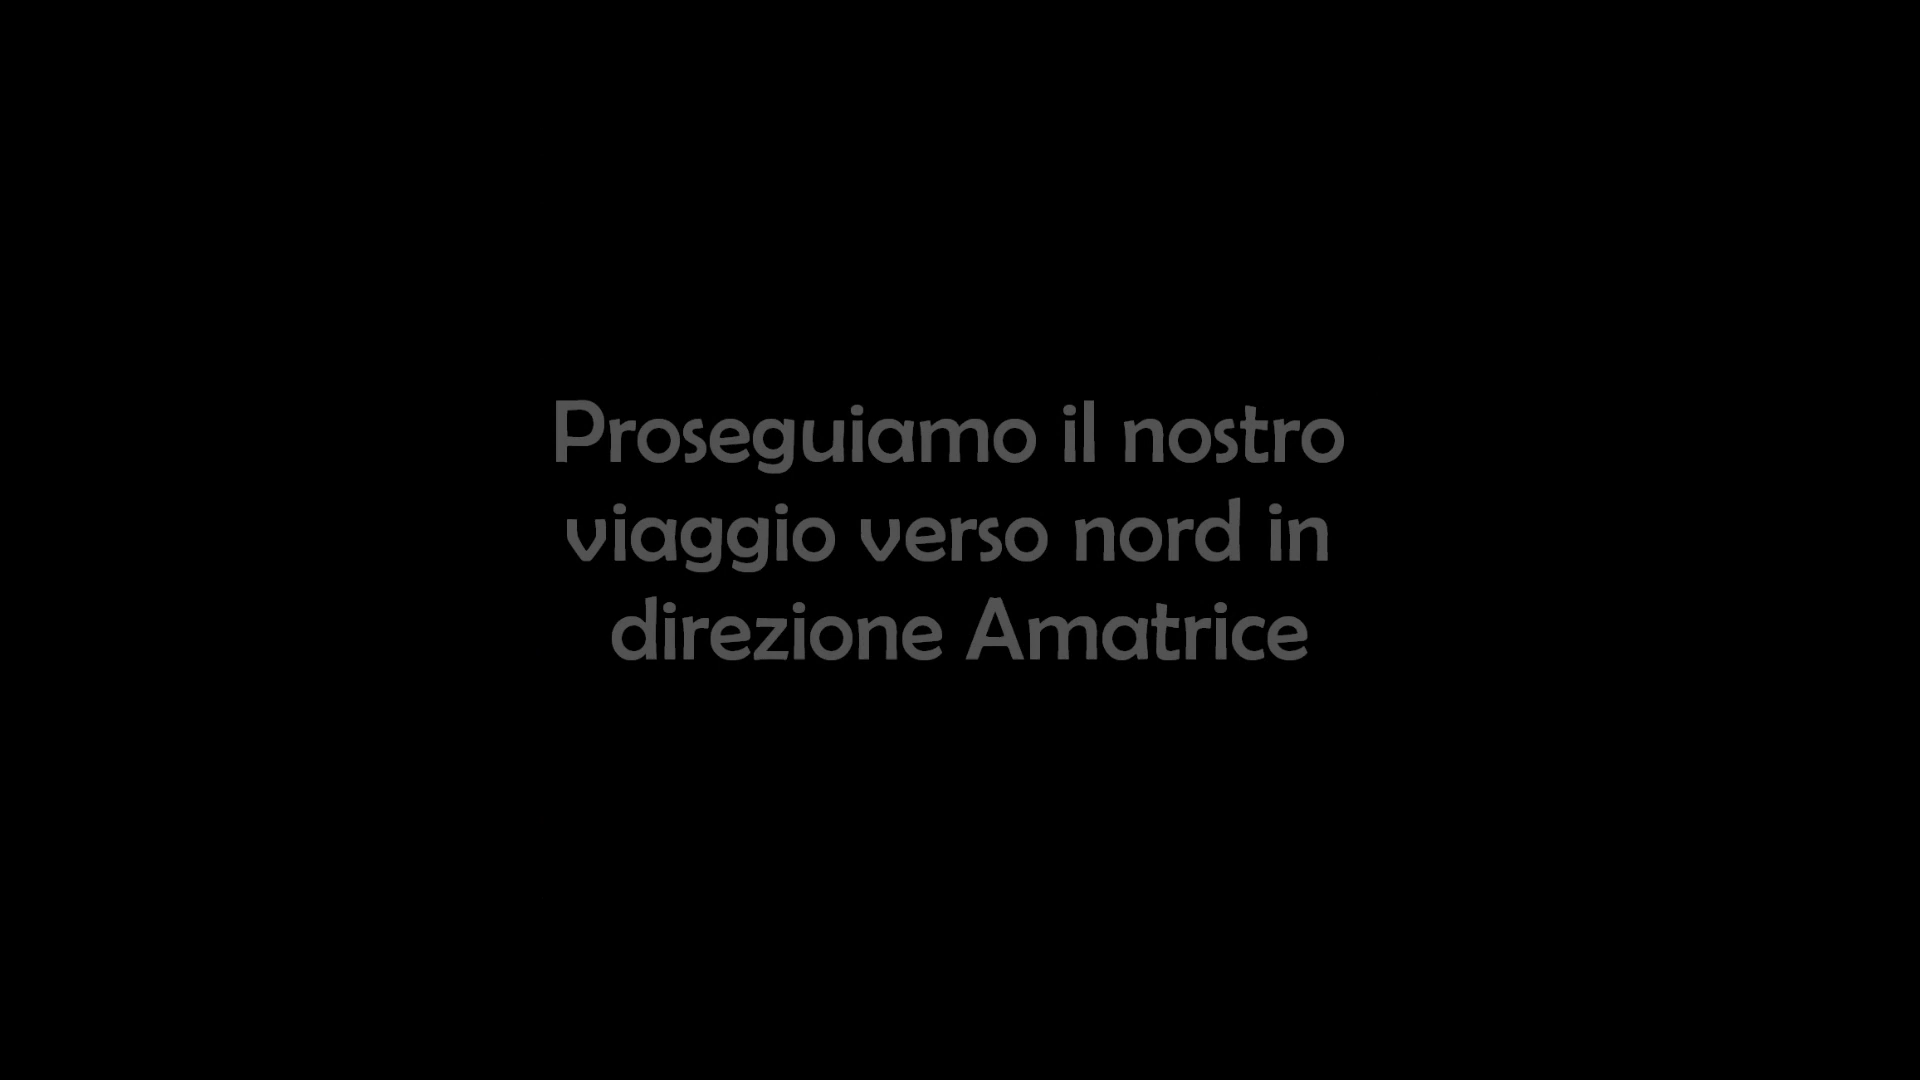 Proseguiamo il nostro
viaggio verso nord in
direzione Amatrice